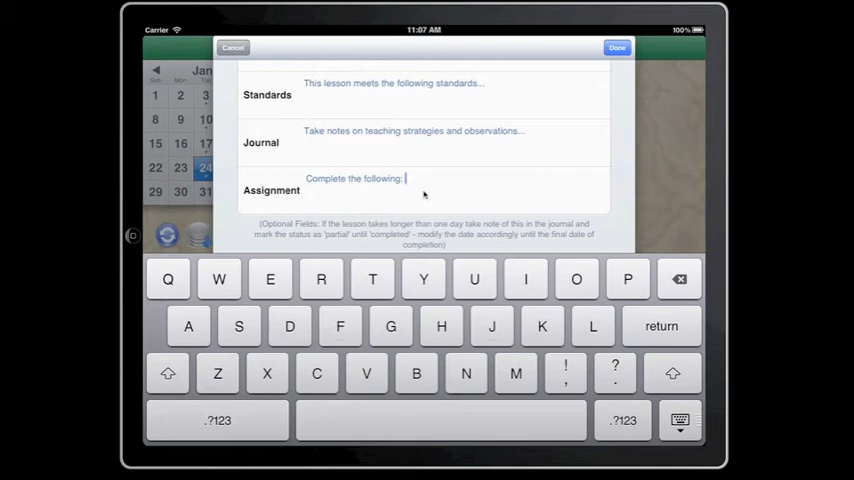 Carrier 11:07 AM 100%
Cancel Done
Jan
Sun Mon Tue
1 2 3
8 9 10
15 16 17
22 23 24
29 30 31
Standards This lesson meets the following standards...
Journal Take notes on teaching strategies and observations...
Assignment Complete the following:
(Optional Fields: If the lesson takes longer than one day take note of this in the journal and
mark the status as 'partial' until 'completed' - modify the date accordingly until the final date of
completion)
Q W E R T Y U I O P
A S D F G H J K L return
Z X C V B N M ! , ? .
.?123 .?123